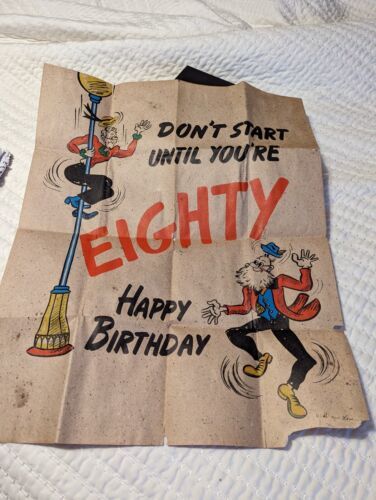 DON'T START
UNTIL YOU'RE
EIGHTY
HAPPY
BIRTHDAY